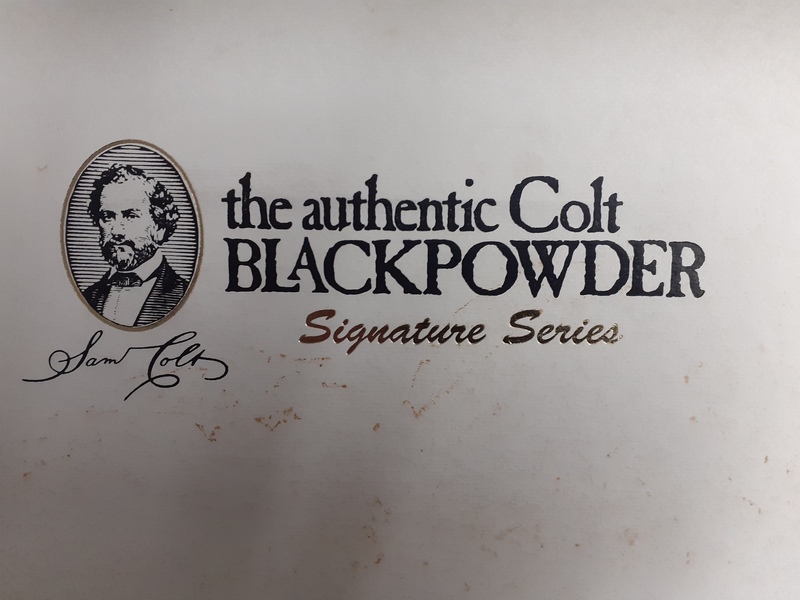 the authentic Colt
BLACKPOWDER
Signature Series
Sam Colt